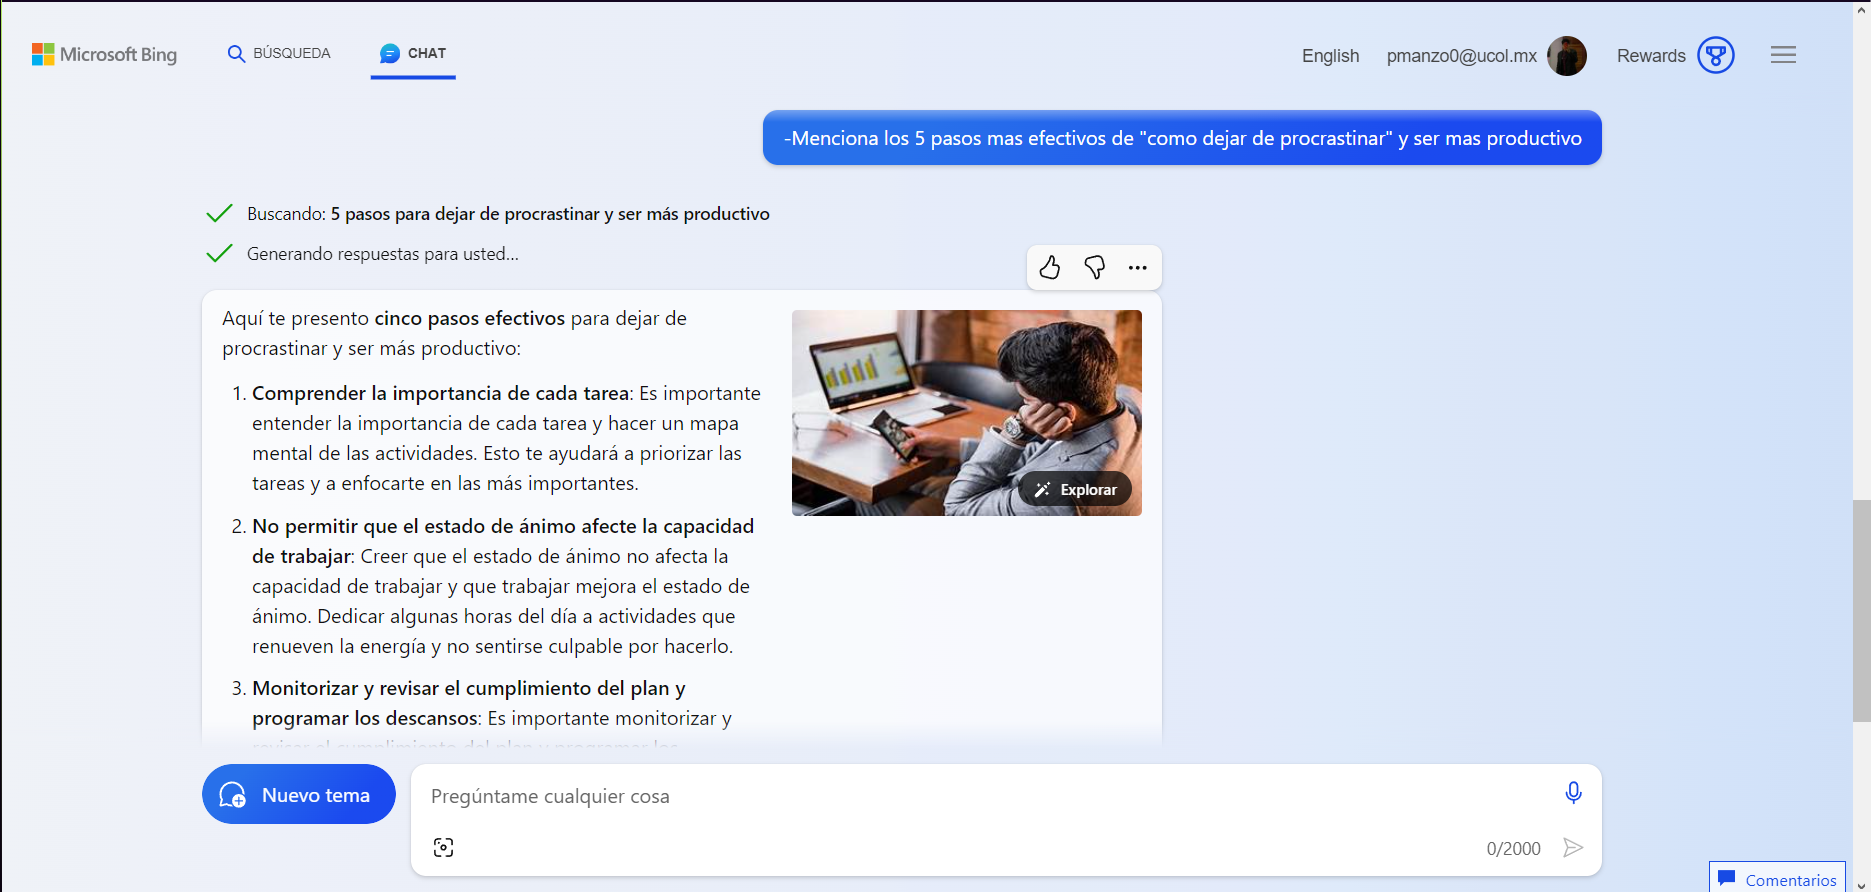 Microsoft Bing
BÚSQUEDA
CHAT
English
pmanzo0@ucol.mx
Rewards
-Menciona los 5 pasos mas efectivos de "como dejar de procrastinar" y ser mas productivo
Buscando: 5 pasos para dejar de procrastinar y ser más productivo
Generando respuestas para usted...
Aquí te presento cinco pasos efectivos para dejar de
procrastinar y ser más productivo:
1. Comprender la importancia de cada tarea: Es importante
entender la importancia de cada tarea y hacer un mapa
mental de las actividades. Esto te ayudará a priorizar las
tareas y a enfocarte en las más importantes.
2. No permitir que el estado de ánimo afecte la capacidad
de trabajar: Creer que el estado de ánimo no afecta la
capacidad de trabajar y que trabajar mejora el estado de
ánimo. Dedicar algunas horas del día a actividades que
renueven la energía y no sentirse culpable por hacerlo.
3. Monitorizar y revisar el cumplimiento del plan y
programar los descansos: Es importante monitorizar y
revisar el cumplimiento del plan y programar los
Explorar
Nuevo tema
Pregúntame cualquier cosa
0/2000
Comentarios